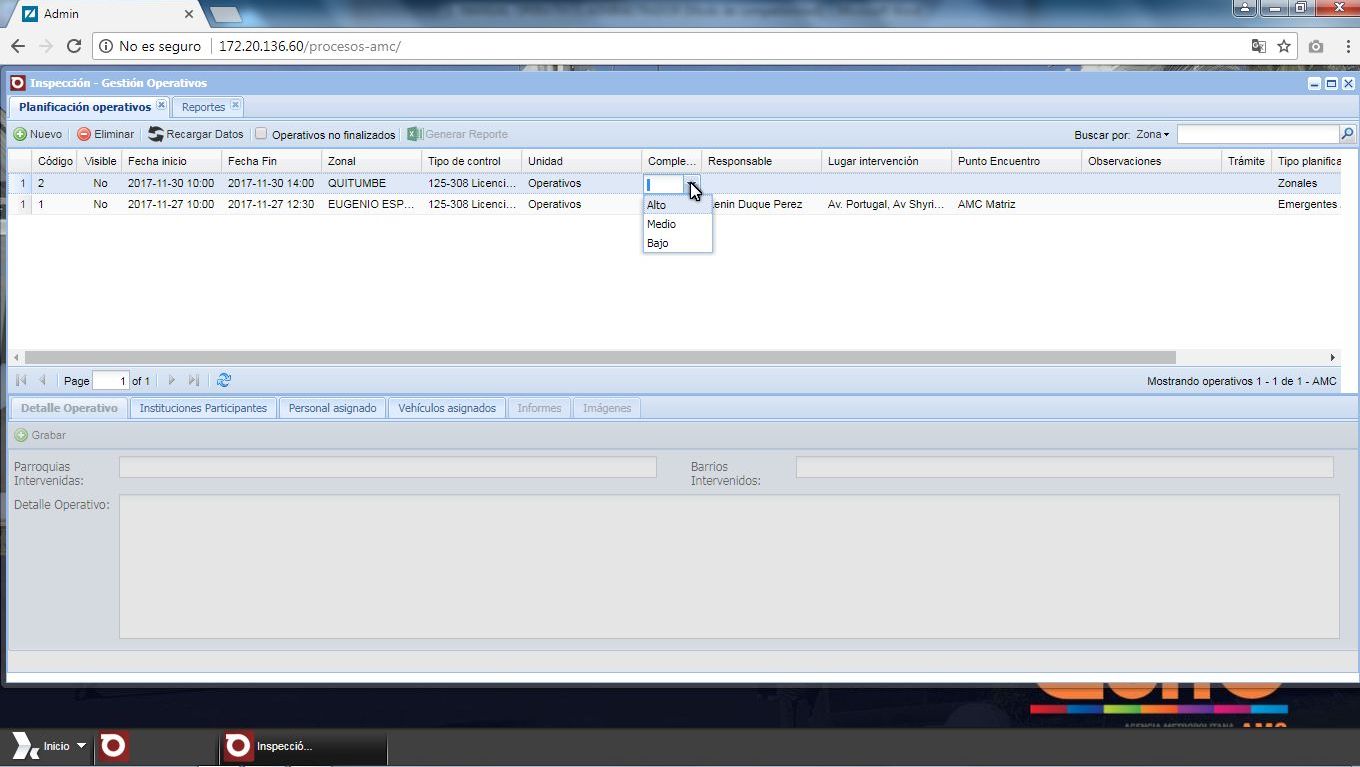 Admin
No es seguro 172.20.136.60/procesos-amc/
Inspección - Gestión Operativos
Planificación operativos Reportes
Nuevo Eliminar Recargar Datos Operativos no finalizados Generar Reporte Buscar por: Zona
Código Visible Fecha inicio Fecha Fin Zonal Tipo de control Unidad Comple... Responsable Lugar intervención Punto Encuentro Observaciones Trámite Tipo planifica
1 2 No 2017-11-30 10:00 2017-11-30 14:00 QUITUMBE 125-308 Licenci... Operativos Zonales
1 1 No 2017-11-27 10:00 2017-11-27 12:30 EUGENIO ESP... 125-308 Licenci... Operativos Alto enin Duque Perez Av. Portugal, Av Shyri... AMC Matriz Emergentes
Medio
Bajo
Page 1 of 1 Mostrando operativos 1 - 1 de 1 - AMC
Detalle Operativo Instituciones Participantes Personal asignado Vehículos asignados Informes Imágenes
Grabar
Parroquias Intervenidas: Barrios Intervenidos:
Detalle Operativo:
AGENCIA METROPOLITANA AMC
Inicio Inspecció...